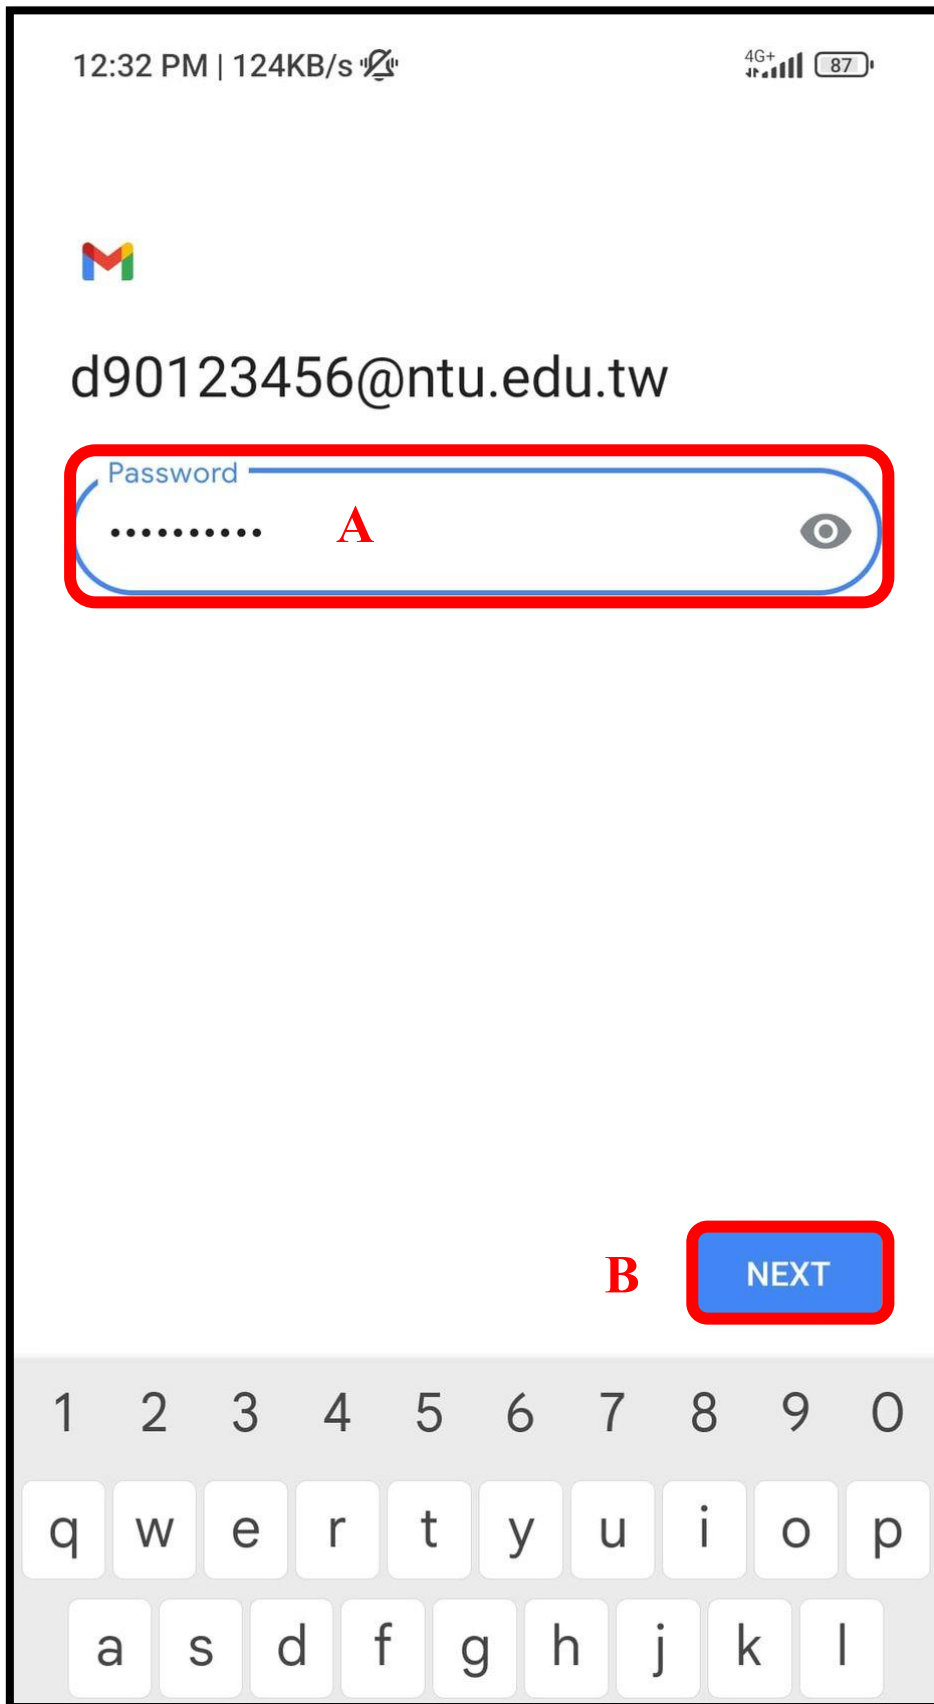 12:32 PM | 124KB/s 4G+ 87
d90123456@ntu.edu.tw
Password
•••••••••• A
B NEXT
1 2 3 4 5 6 7 8 9 0
q w e r t y u i o p
a s d f g h j k l